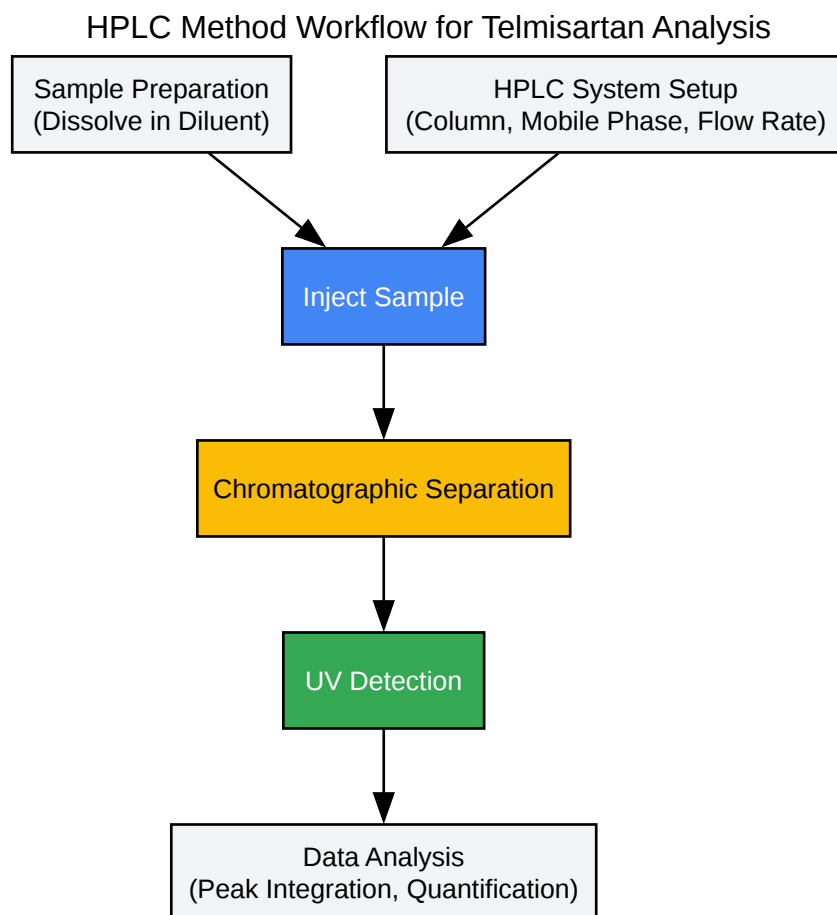 HPLC Method Workflow for Telmisartan Analysis
Sample Preparation
(Dissolve in Diluent)
HPLC System Setup
(Column, Mobile Phase, Flow Rate)
Inject Sample
Chromatographic Separation
UV Detection
Data Analysis
(Peak Integration, Quantification)